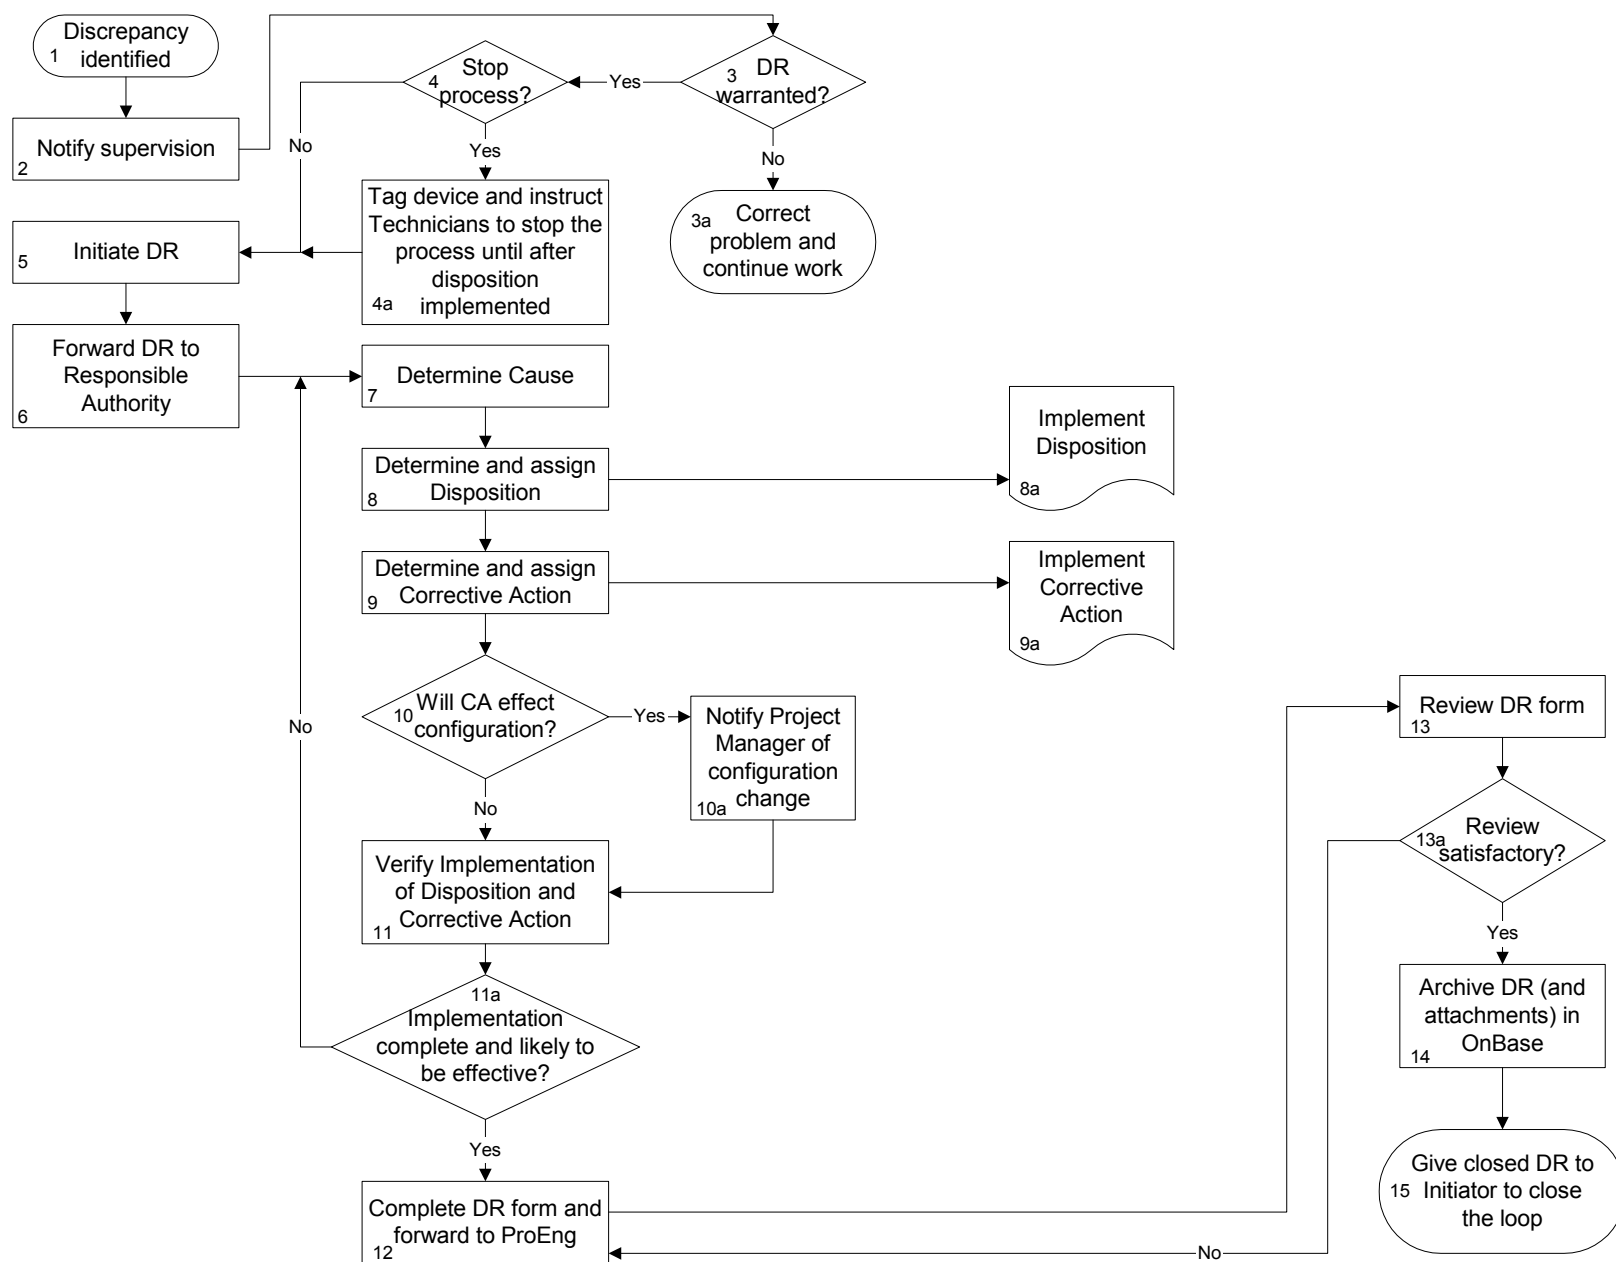 Discrepancy
identified
1
Notify supervision
2
DR
warranted?
3
Yes
No
Correct
problem and
continue work
3a
Stop
process?
4
No
Yes
Tag device and instruct
Technicians to stop the
process until after
disposition
implemented
4a
Initiate DR
5
Forward DR to
Responsible
Authority
6
Determine Cause
7
Determine and assign
Disposition
8
Implement
Disposition
8a
Determine and assign
Corrective Action
9
Implement
Corrective
Action
9a
Will CA effect
configuration?
10
Yes
Notify Project
Manager of
configuration
change
10a
No
Verify Implementation
of Disposition and
Corrective Action
11
11a
Implementation
complete and likely to
be effective?
No
Yes
Complete DR form and
forward to ProEng
12
Review DR form
13
Review
satisfactory?
13a
No
Yes
Archive DR (and
attachments) in
OnBase
14
Give closed DR to
Initiator to close
the loop
15